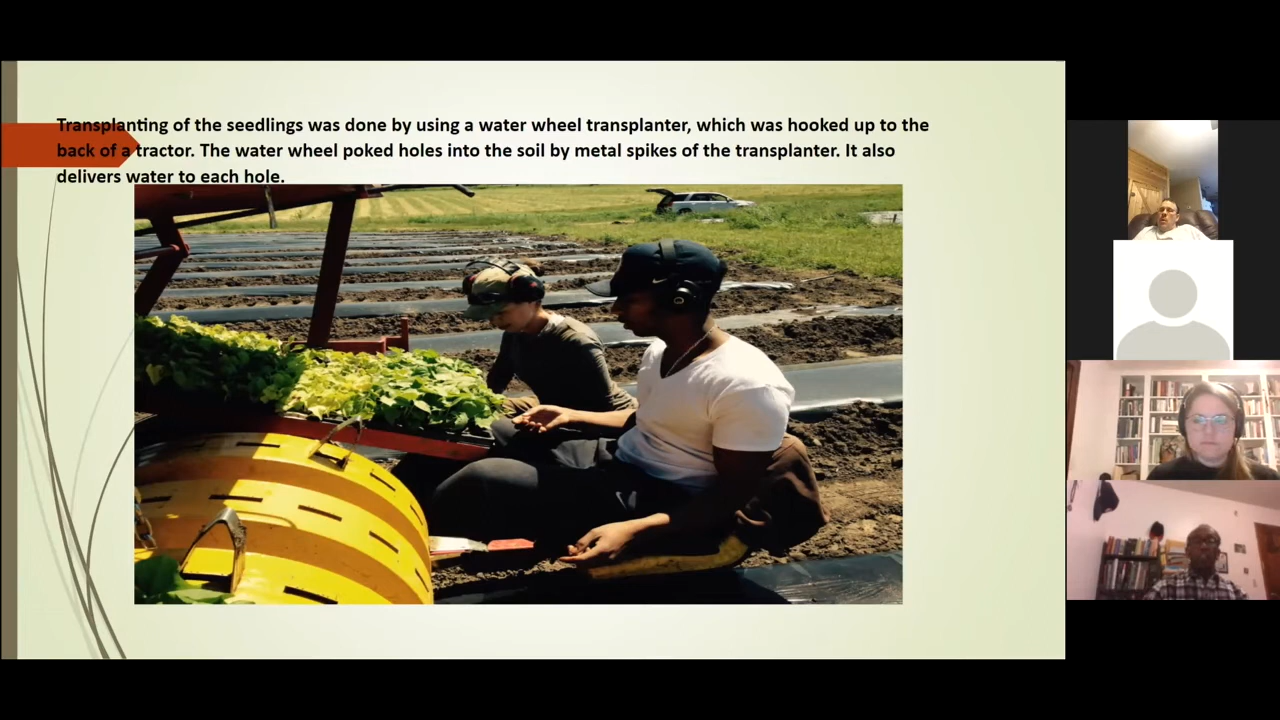 Transplanting of the seedlings was done by using a water wheel transplanter, which was hooked up to the
back of a tractor. The water wheel poked holes into the soil by metal spikes of the transplanter. It also
delivers water to each hole.